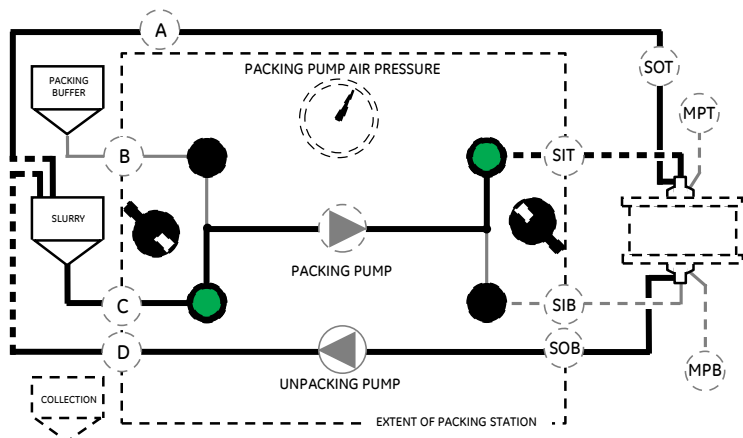 A
SOT
PACKING
BUFFER
PACKING PUMP AIR PRESSURE
MPT
B
SIT
SLURRY
PACKING PUMP
C
SIB
D
SOB
UNPACKING PUMP
MPB
COLLECTION
EXTENT OF PACKING STATION